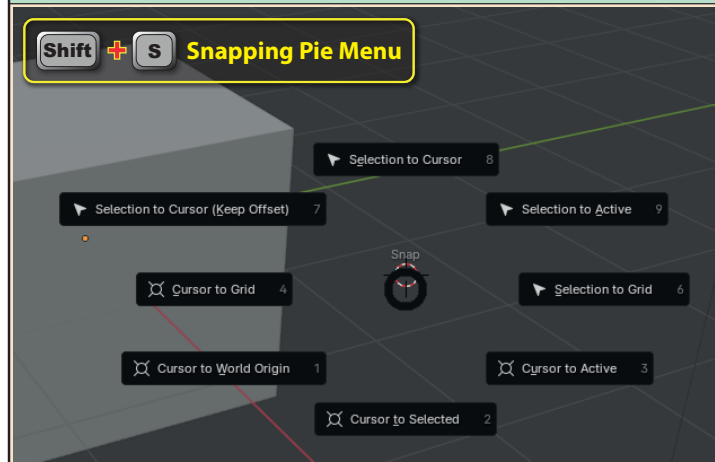 Shift + S Snapping Pie Menu
Selection to Cursor 8
Selection to Cursor (Keep Offset) 7
Selection to Active 9
Snap
Cursor to Grid 4
Selection to Grid 6
Cursor to World Origin 1
Cursor to Active 3
Cursor to Selected 2